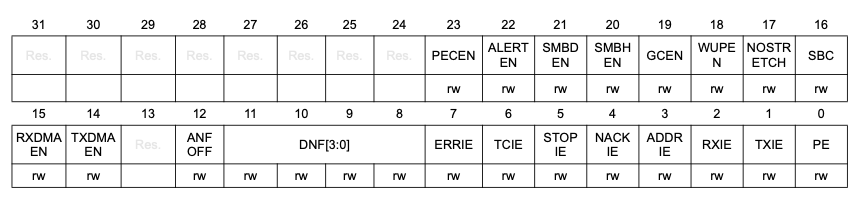 31 30 29 28 27 26 25 24 23 22 21 20 19 18 17 16
Res. Res. Res. Res. Res. Res. Res. Res. PECEN ALERT EN SMBD EN SMBH EN GCEN WUPE N NOSTR ETCH SBC
rw rw rw rw rw rw rw rw
15 14 13 12 11 10 9 8 7 6 5 4 3 2 1 0
RXDMA EN TXDMA EN Res. ANF OFF DNF[3:0] ERRIE TCIE STOP IE NACK IE ADDR IE RXIE TXIE PE
rw rw rw rw rw rw rw rw rw rw rw rw rw rw rw